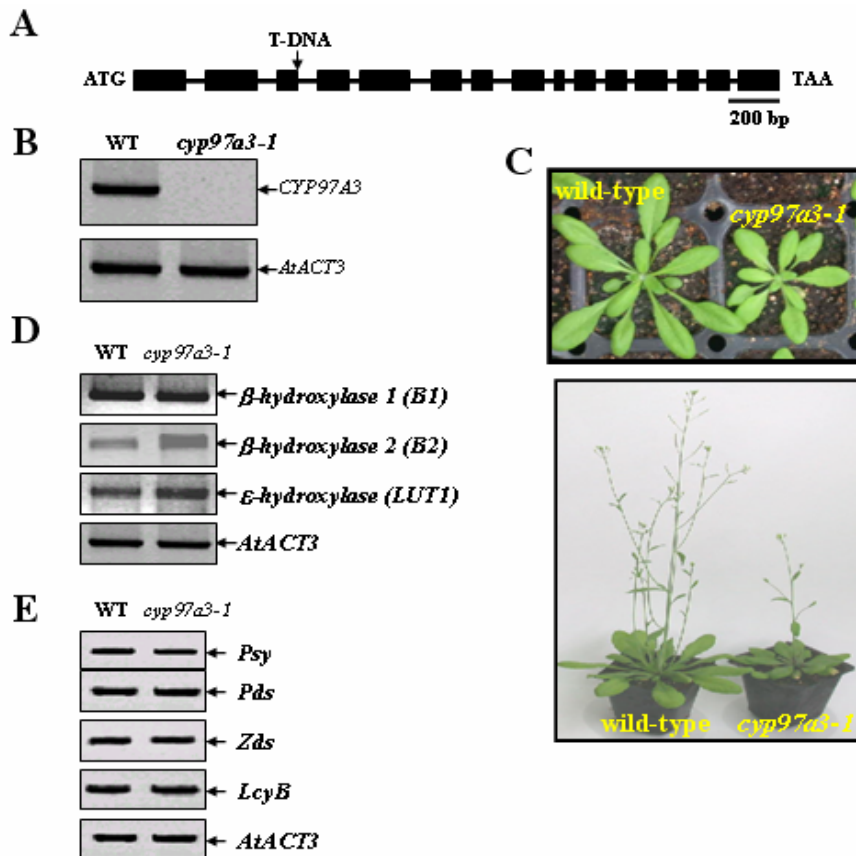 A
T-DNA
ATG
TAA
200 bp
B
WT cyp97a3-1
CYP97A3
AtACT3
C
wild-type
cyp97a3-1
wild-type cyp97a3-1
D
WT cyp97a3-1
β-hydroxylase 1 (B1)
β-hydroxylase 2 (B2)
ε-hydroxylase (LUT1)
AtACT3
E
WT cyp97a3-1
Psy
Pds
Zds
LcyB
AtACT3